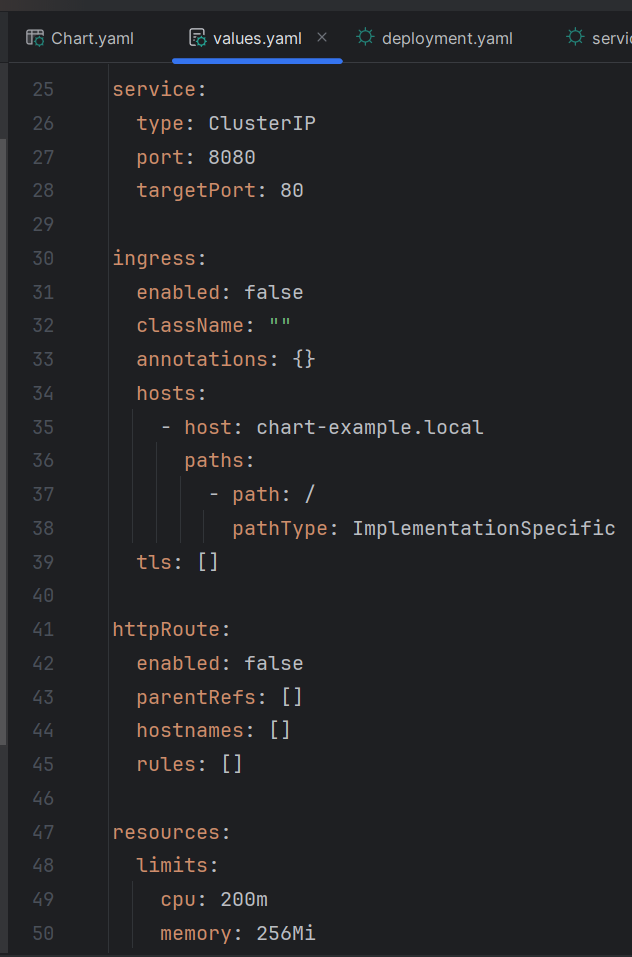 Chart.yaml values.yaml × deployment.yaml
25 service:
26   type: ClusterIP
27   port: 8080
28   targetPort: 80
29
30 ingress:
31   enabled: false
32   className: ""
33   annotations: {}
34   hosts:
35     - host: chart-example.local
36       paths:
37         - path: /
38           pathType: ImplementationSpecific
39   tls: []
40
41 httpRoute:
42   enabled: false
43   parentRefs: []
44   hostnames: []
45   rules: []
46
47 resources:
48   limits:
49     cpu: 200m
50     memory: 256Mi